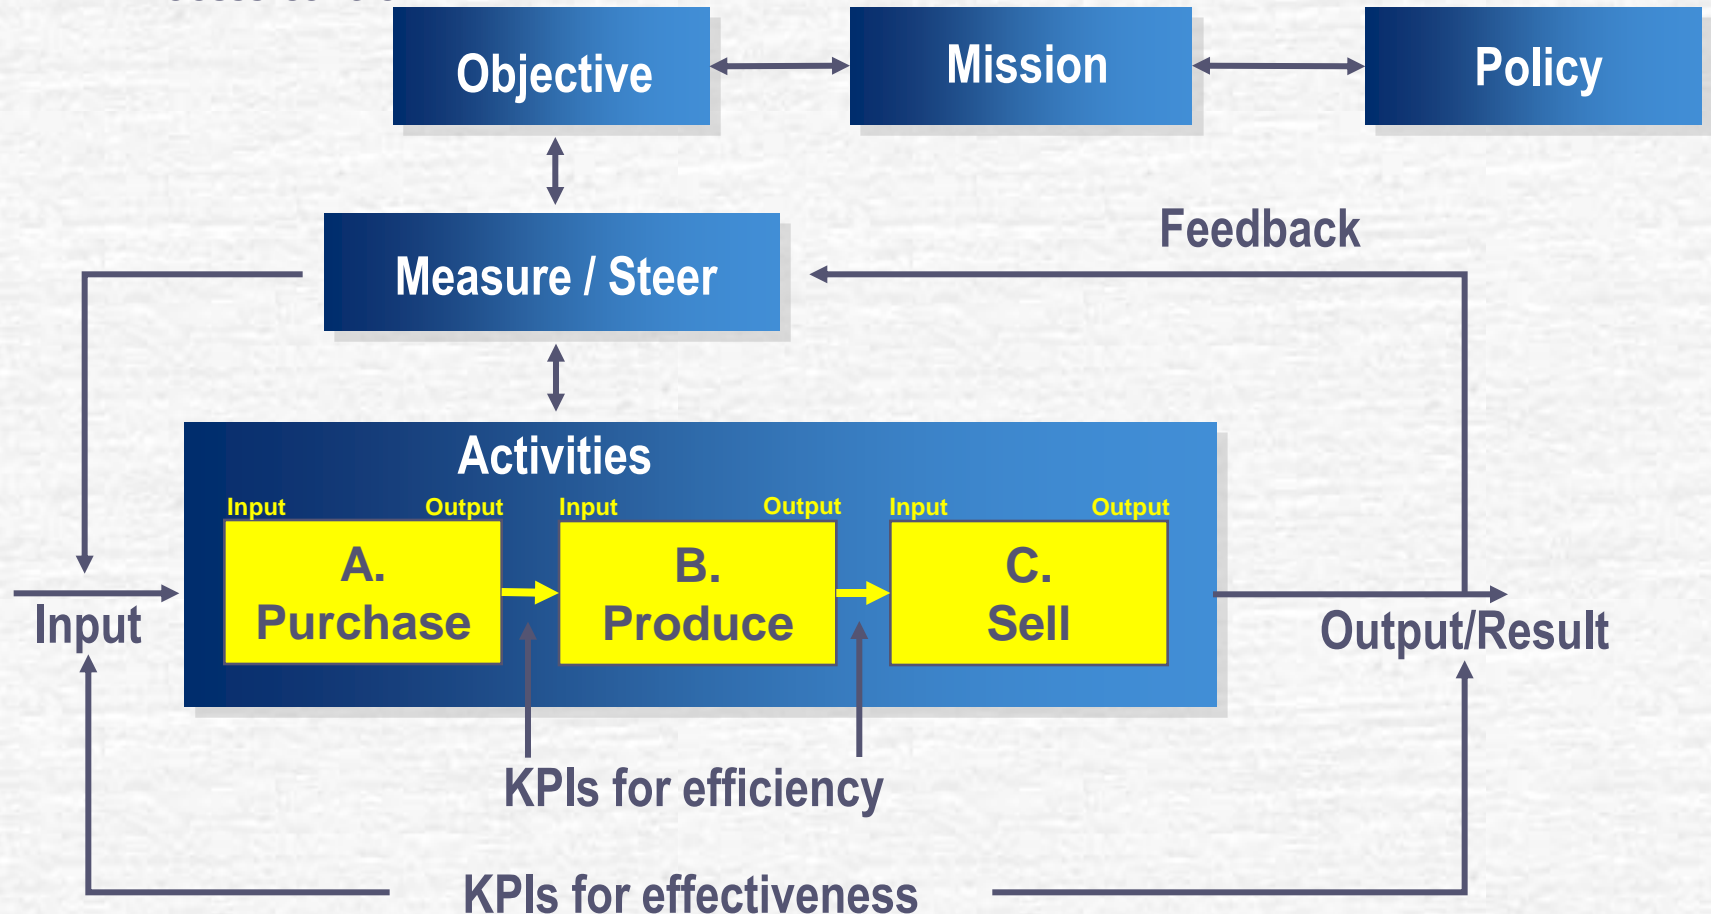 Objective
Mission
Policy
Feedback
Measure / Steer
Activities
Input Output Input Output Input Output
A.
Purchase
B.
Produce
C.
Sell
Input
Output/Result
KPIs for efficiency
KPIs for effectiveness